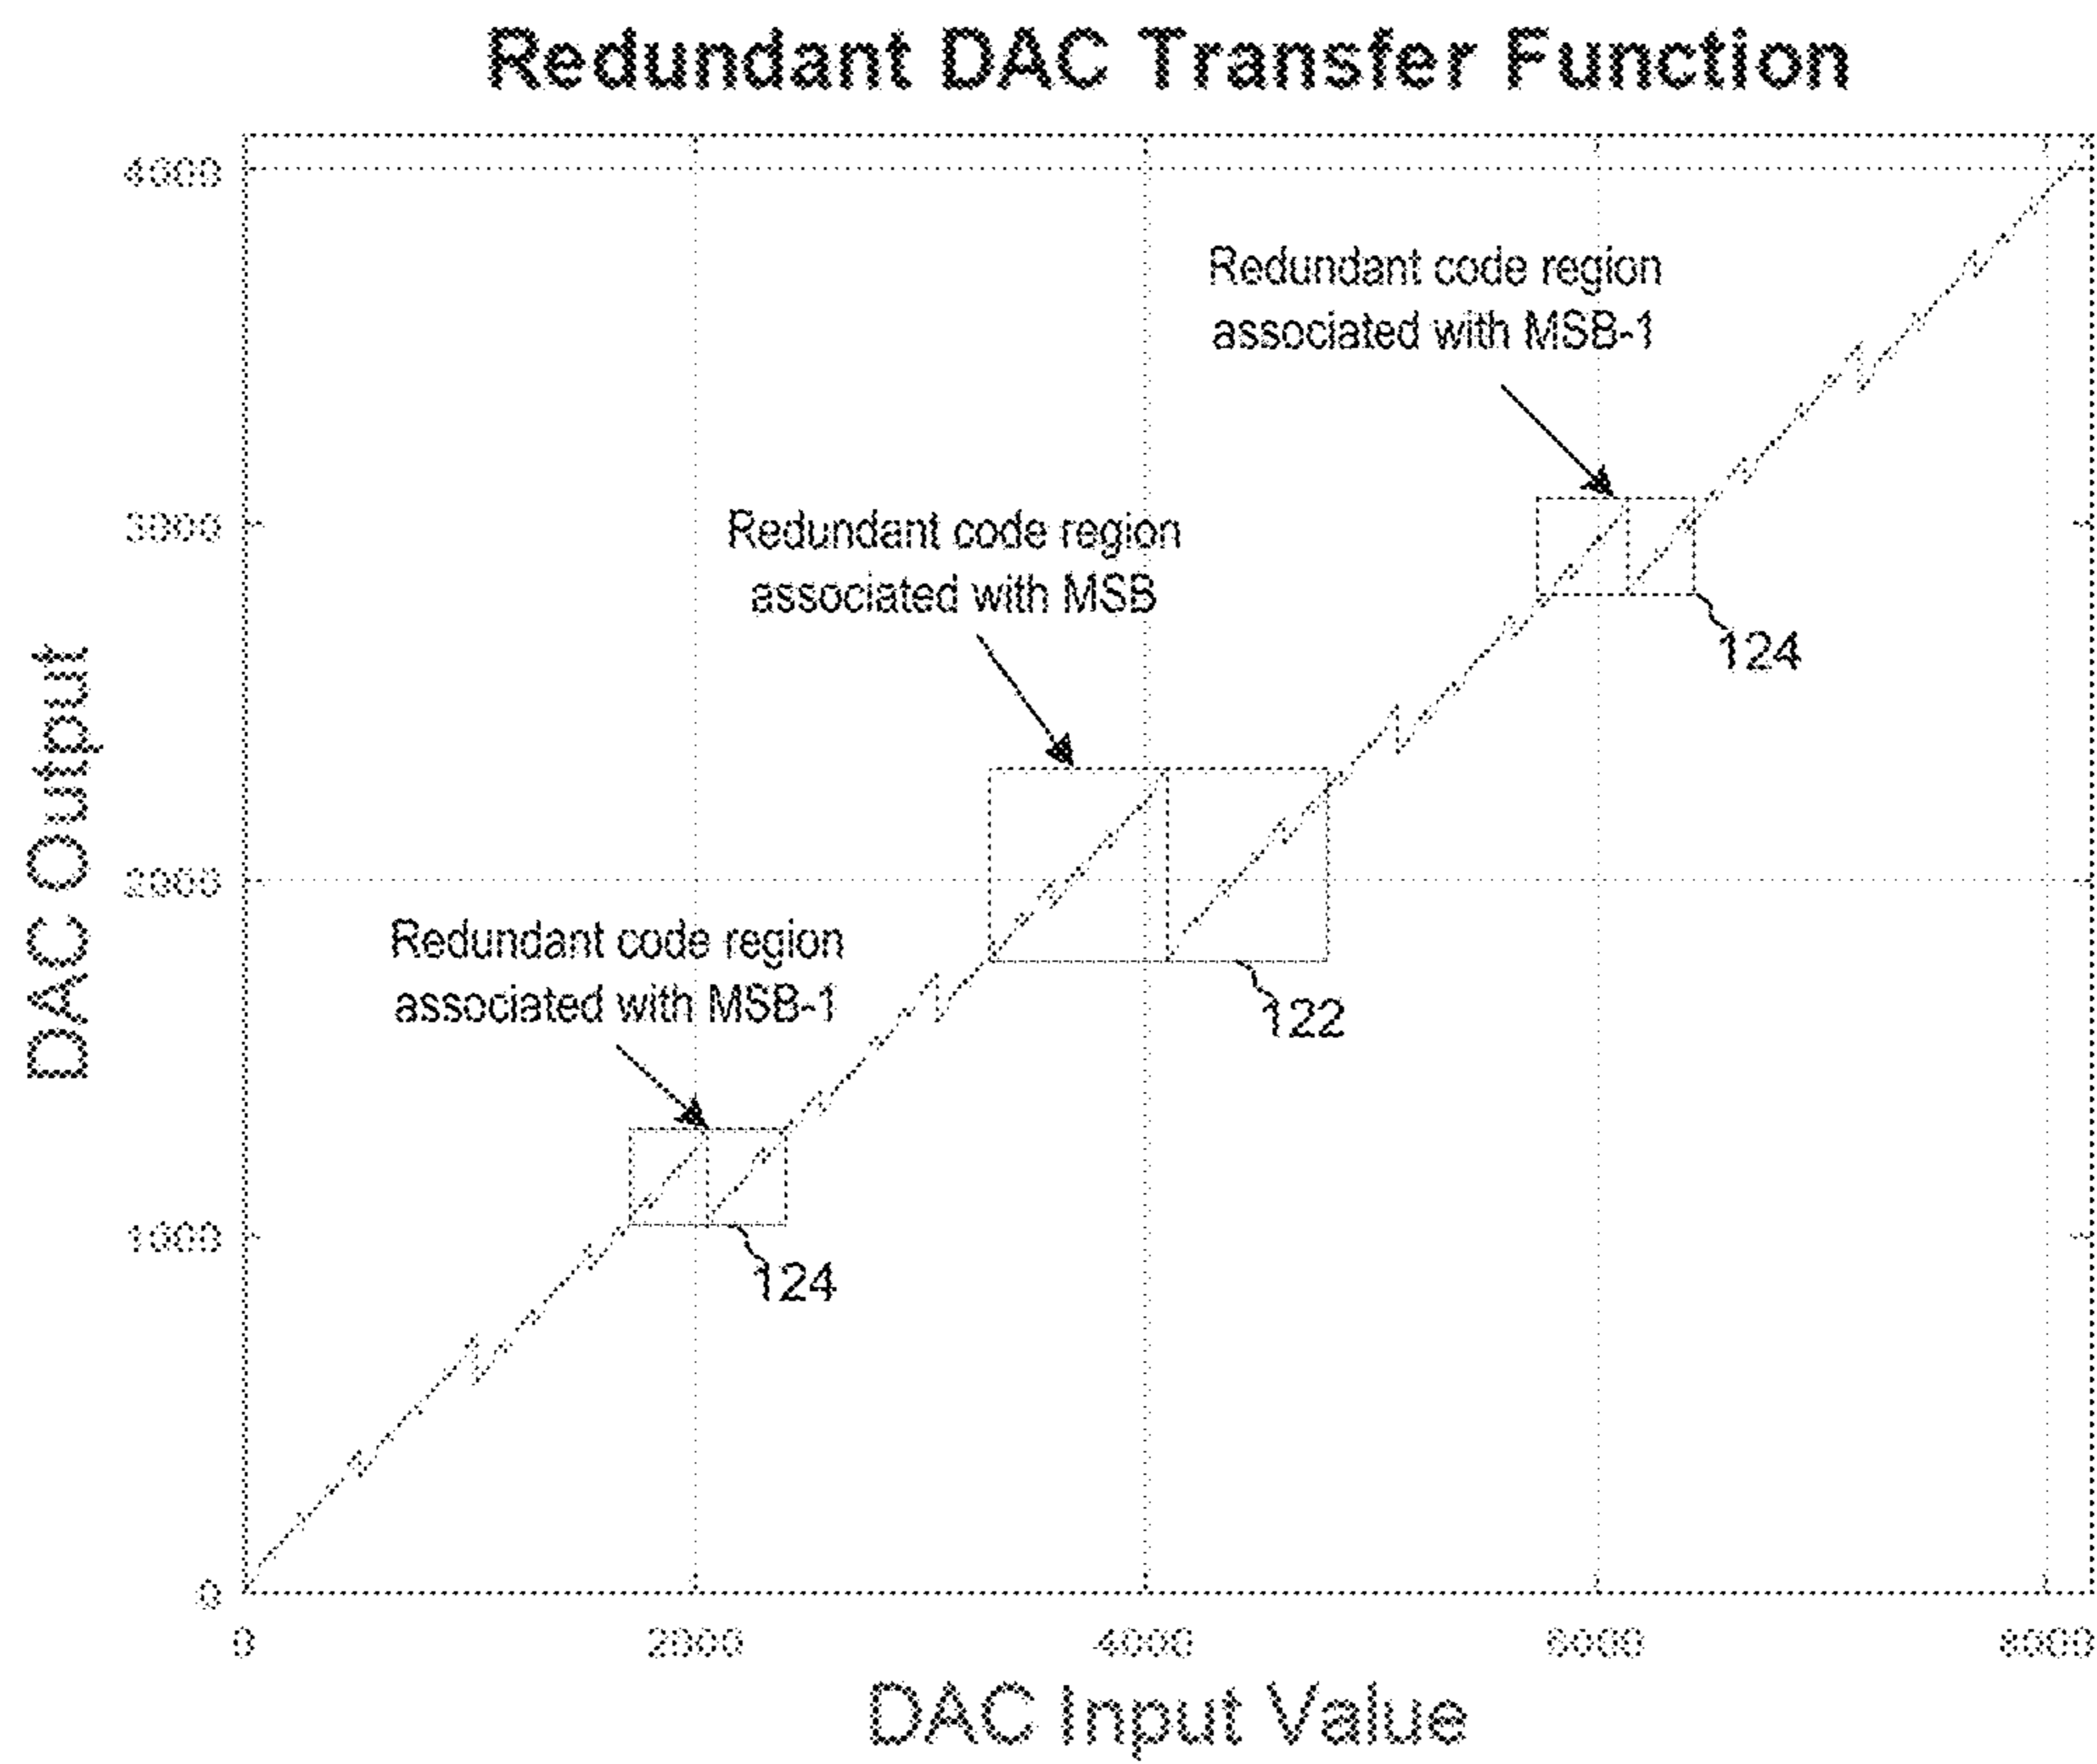 Redundant DAC Transfer Function
4000
Redundant code region
associated with MSB-1
3000
Redundant code region
associated with MSB
124
DAC Output
2000
Redundant code region
associated with MSB-1
122
1000
124
0
0 2000 4000 6000 8000
DAC Input Value